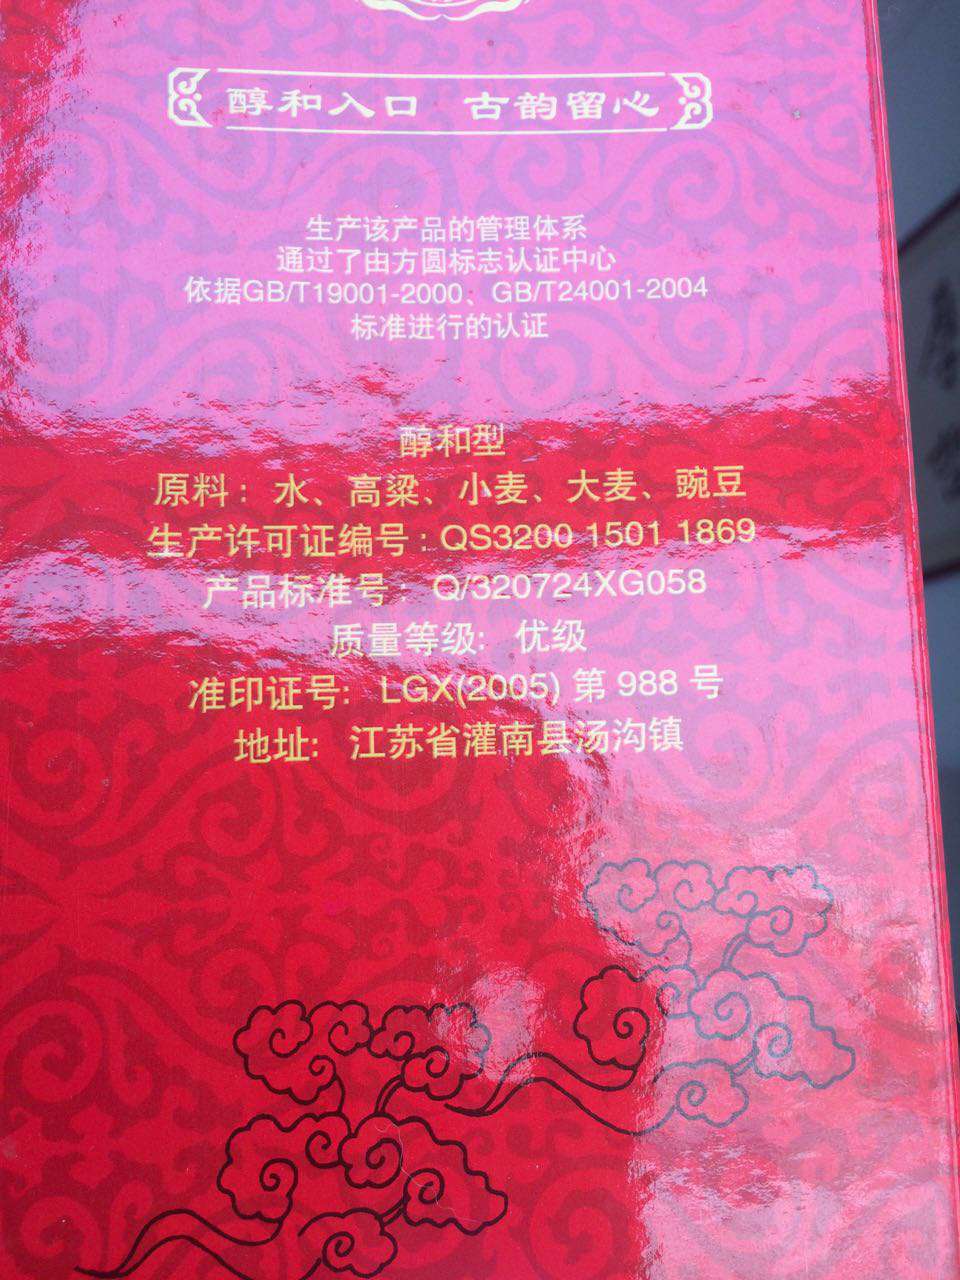 醇和入口 古韵留心
生产该产品的管理体系
通过了由方圆标志认证中心
依据GB/T19001-2000、GB/T24001-2004
标准进行的认证
醇和型
原料：水、高粱、小麦、大麦、豌豆
生产许可证编号：QS3200 1501 1869
产品标准号：Q/320724XG058
质量等级：优级
准印证号：LGX(2005) 第 988 号
地址：江苏省灌南县汤沟镇